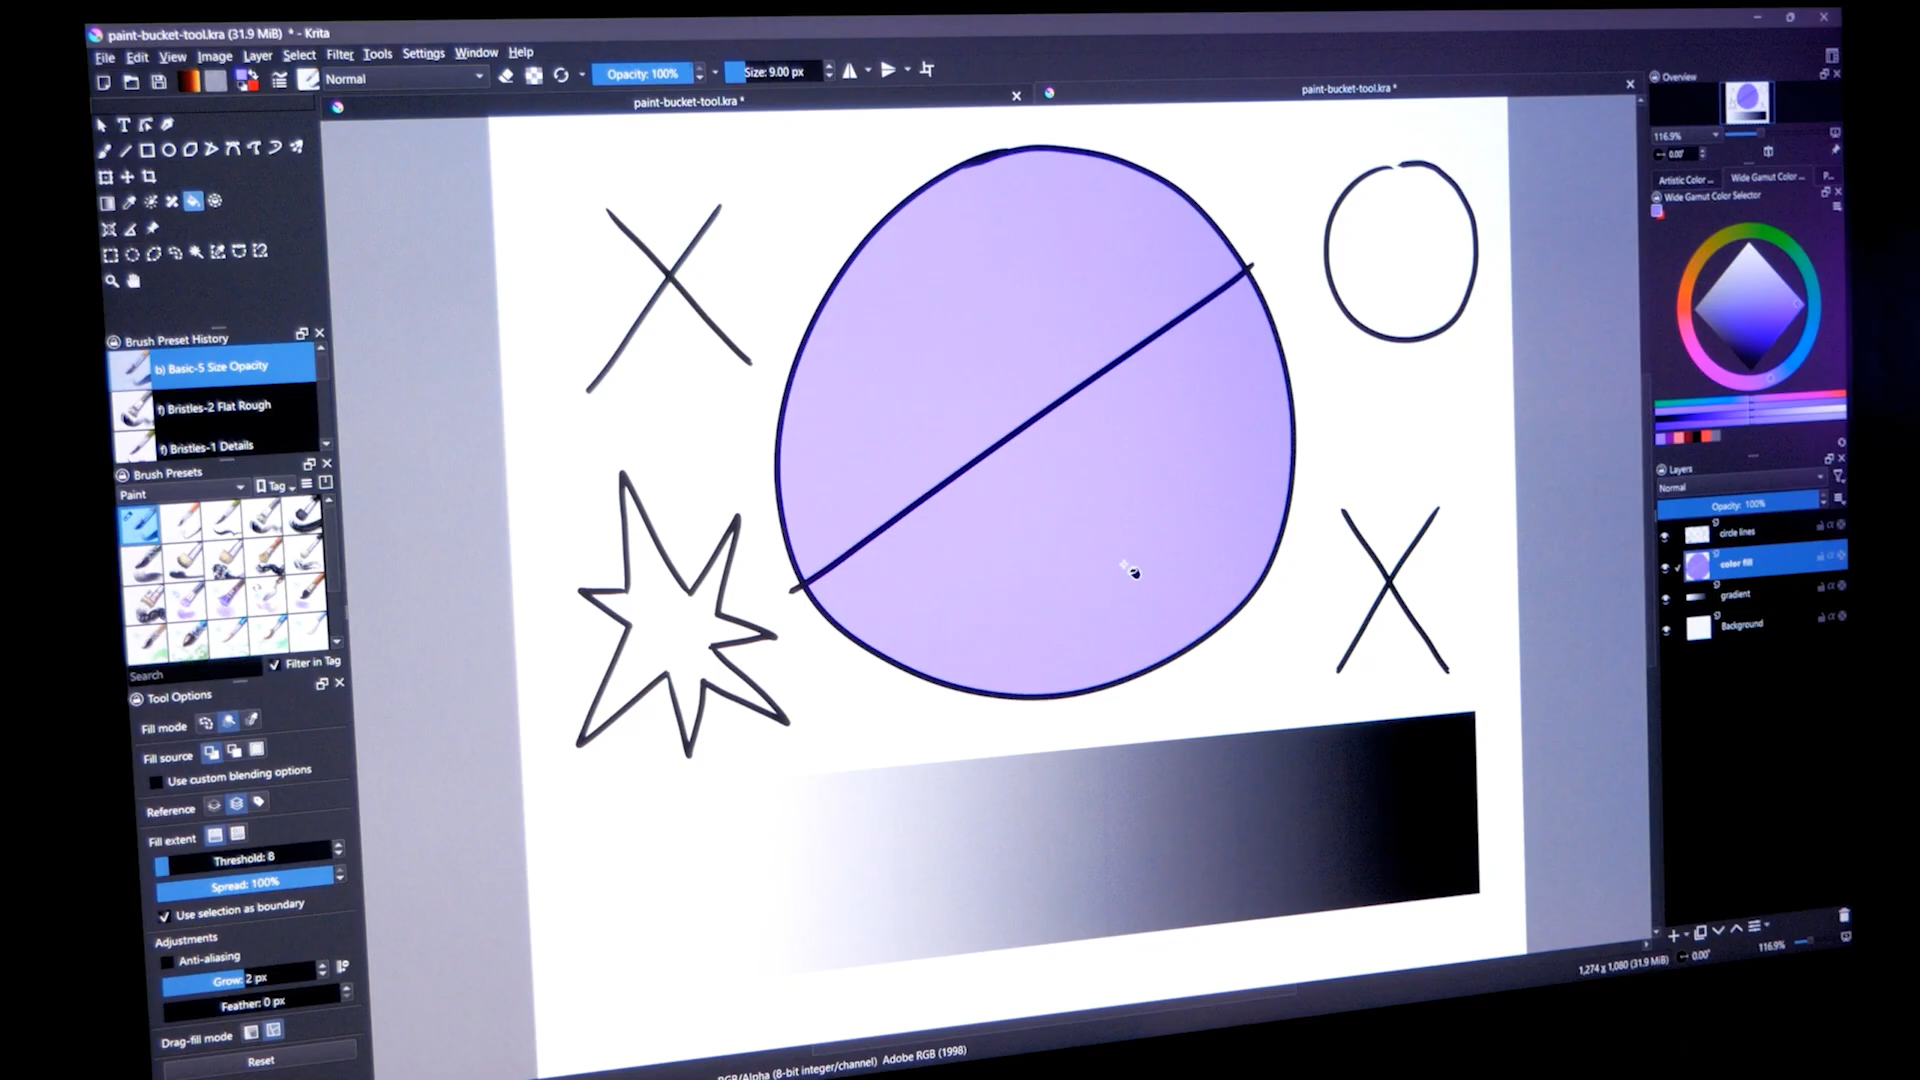 paint-bucket-tool.kra (31.9 MiB) * - Krita
File Edit View Image Layer Select Filter Tools Settings Window Help
Normal
Opacity: 100%
Size: 9.00 px
paint-bucket-tool.kra *
paint-bucket-tool.kra *
Brush Preset History
b) Basic-5 Size Opacity
f) Bristles-2 Flat Rough
f) Bristles-1 Details
Brush Presets
Paint
Tag
Search
Filter in Tag
Tool Options
Fill mode
Fill source
Use custom blending options
Reference
Fill extent
Threshold: 8
Spread: 100%
Use selection as boundary
Adjustments
Anti-aliasing
Grow: 2 px
Feather: 0 px
Drag-fill mode
Reset
Overview
116.9%
0.00°
Artistic Color ...
Wide Gamut Color ...
P...
Wide Gamut Color Selector
Layers
Normal
Opacity: 100%
circle lines
color fill
gradient
Background
116.9%
1,274 x 1,080 (31.9 MiB)
0.00°
RGB/Alpha (8-bit integer/channel) Adobe RGB (1998)